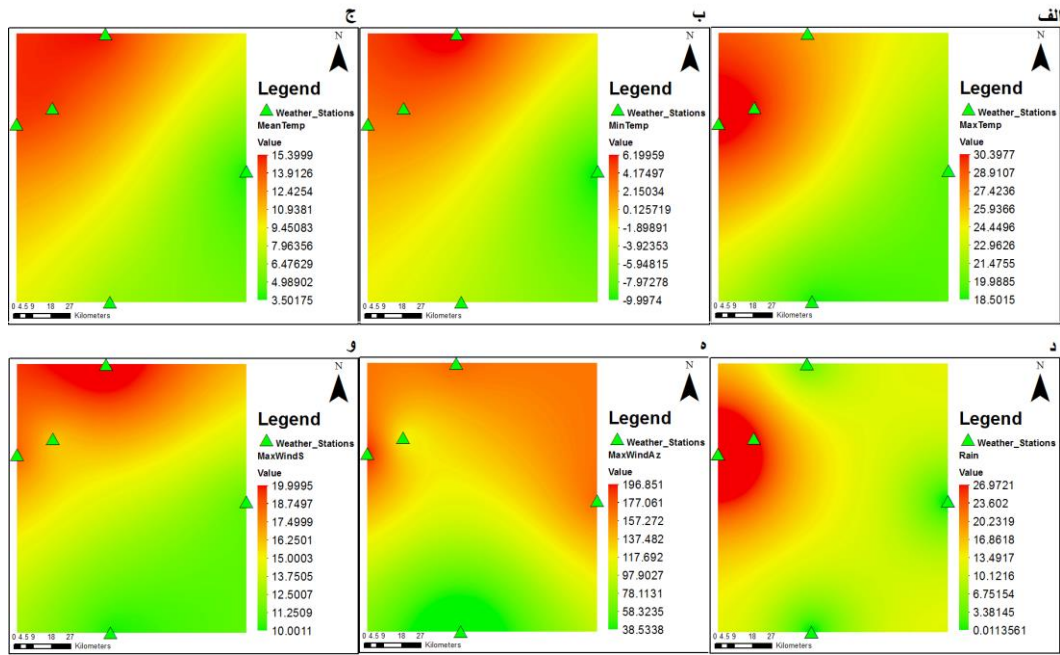 الف
N
Legend
Weather_Stations
MaxTemp
Value
30.3977
28.9107
27.4236
25.9366
24.4496
22.9626
21.4755
19.9885
18.5015
0 4.5 9 18 27
Kilometers
ب
N
Legend
Weather_Stations
MinTemp
Value
6.19959
4.17497
2.15034
0.125719
-1.89891
-3.92353
-5.94815
-7.97278
-9.9974
0 4.5 9 18 27
Kilometers
ج
N
Legend
Weather_Stations
MeanTemp
Value
15.3999
13.9126
12.4254
10.9381
9.45083
7.96356
6.47629
4.98902
3.50175
0 4.5 9 18 27
Kilometers
د
N
Legend
Weather_Stations
Rain
Value
26.9721
23.602
20.2319
16.8618
13.4917
10.1216
6.75154
3.38145
0.0113561
0 4.5 9 18 27
Kilometers
ه
N
Legend
Weather_Stations
MaxWindAz
Value
196.851
177.061
157.272
137.482
117.692
97.9027
78.1131
58.3235
38.5338
0 4.5 9 18 27
Kilometers
و
N
Legend
Weather_Stations
MaxWindS
Value
19.9995
18.7497
17.4999
16.2501
15.0003
13.7505
12.5007
11.2509
10.0011
0 4.5 9 18 27
Kilometers